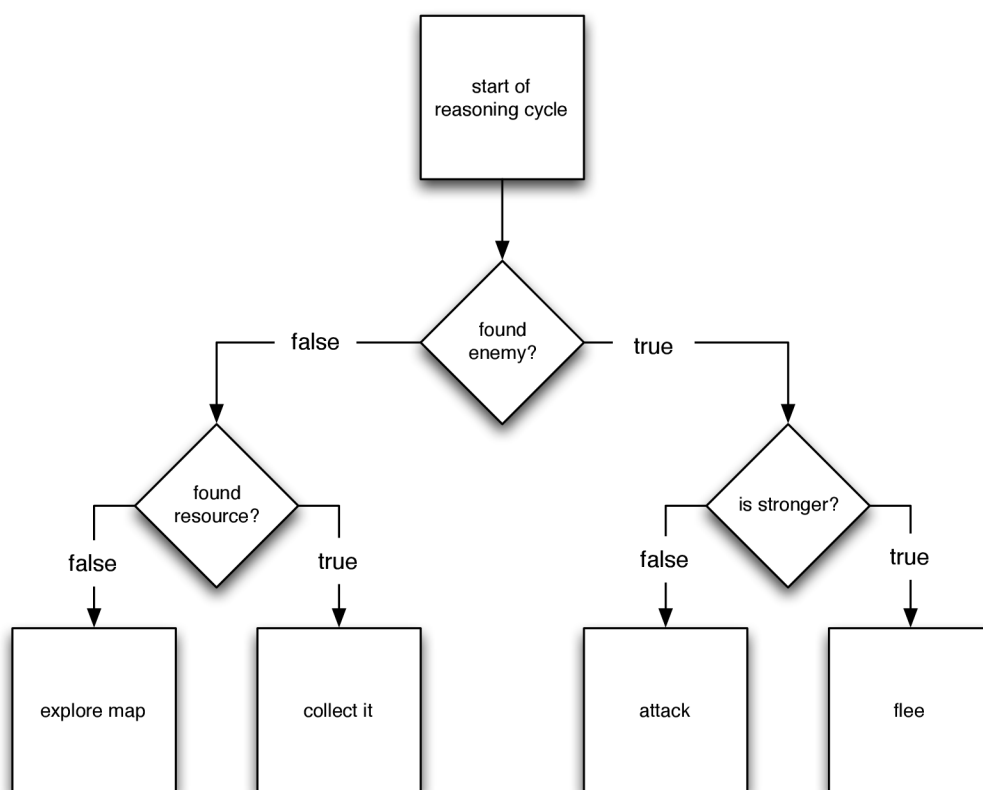 start of
reasoning cycle
found
enemy?
false
true
found
resource?
is stronger?
false
true
false
true
explore map
collect it
attack
flee